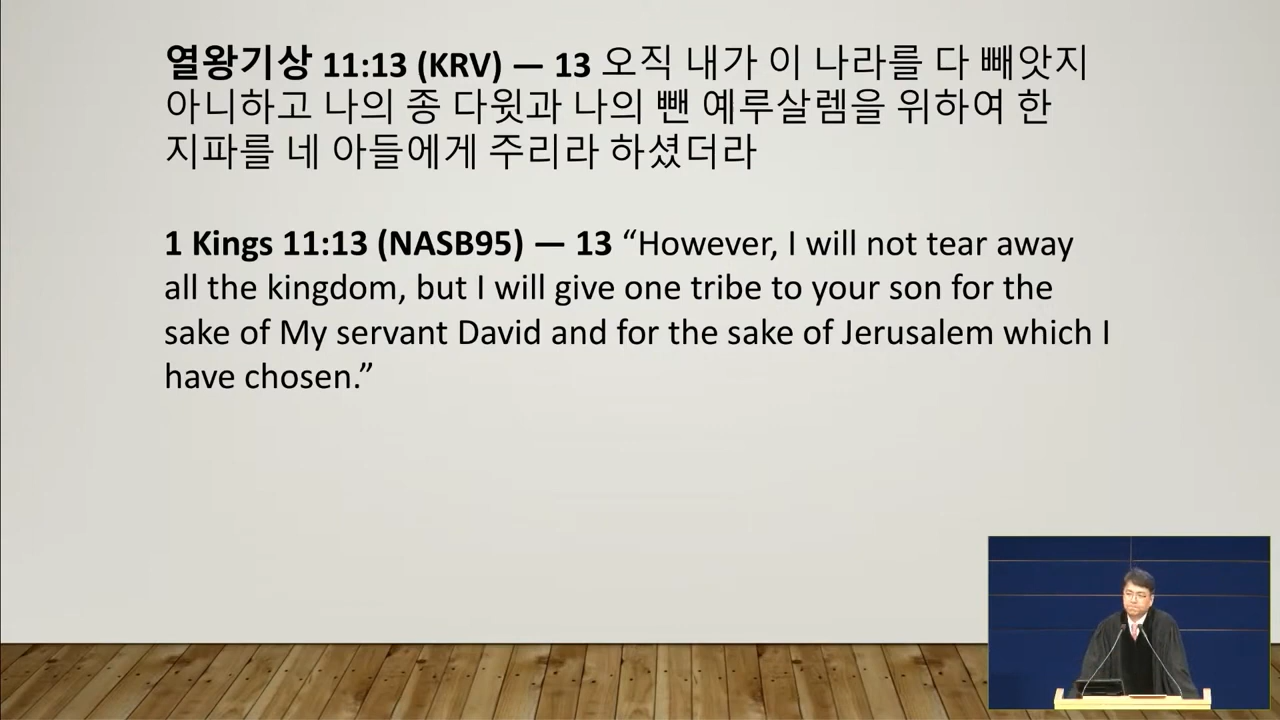 열왕기상 11:13 (KRV) — 13 오직 내가 이 나라를 다 빼앗지
아니하고 나의 종 다윗과 나의 뺀 예루살렘을 위하여 한
지파를 네 아들에게 주리라 하셨더라
1 Kings 11:13 (NASB95) — 13 “However, I will not tear away
all the kingdom, but I will give one tribe to your son for the
sake of My servant David and for the sake of Jerusalem which I
have chosen.”